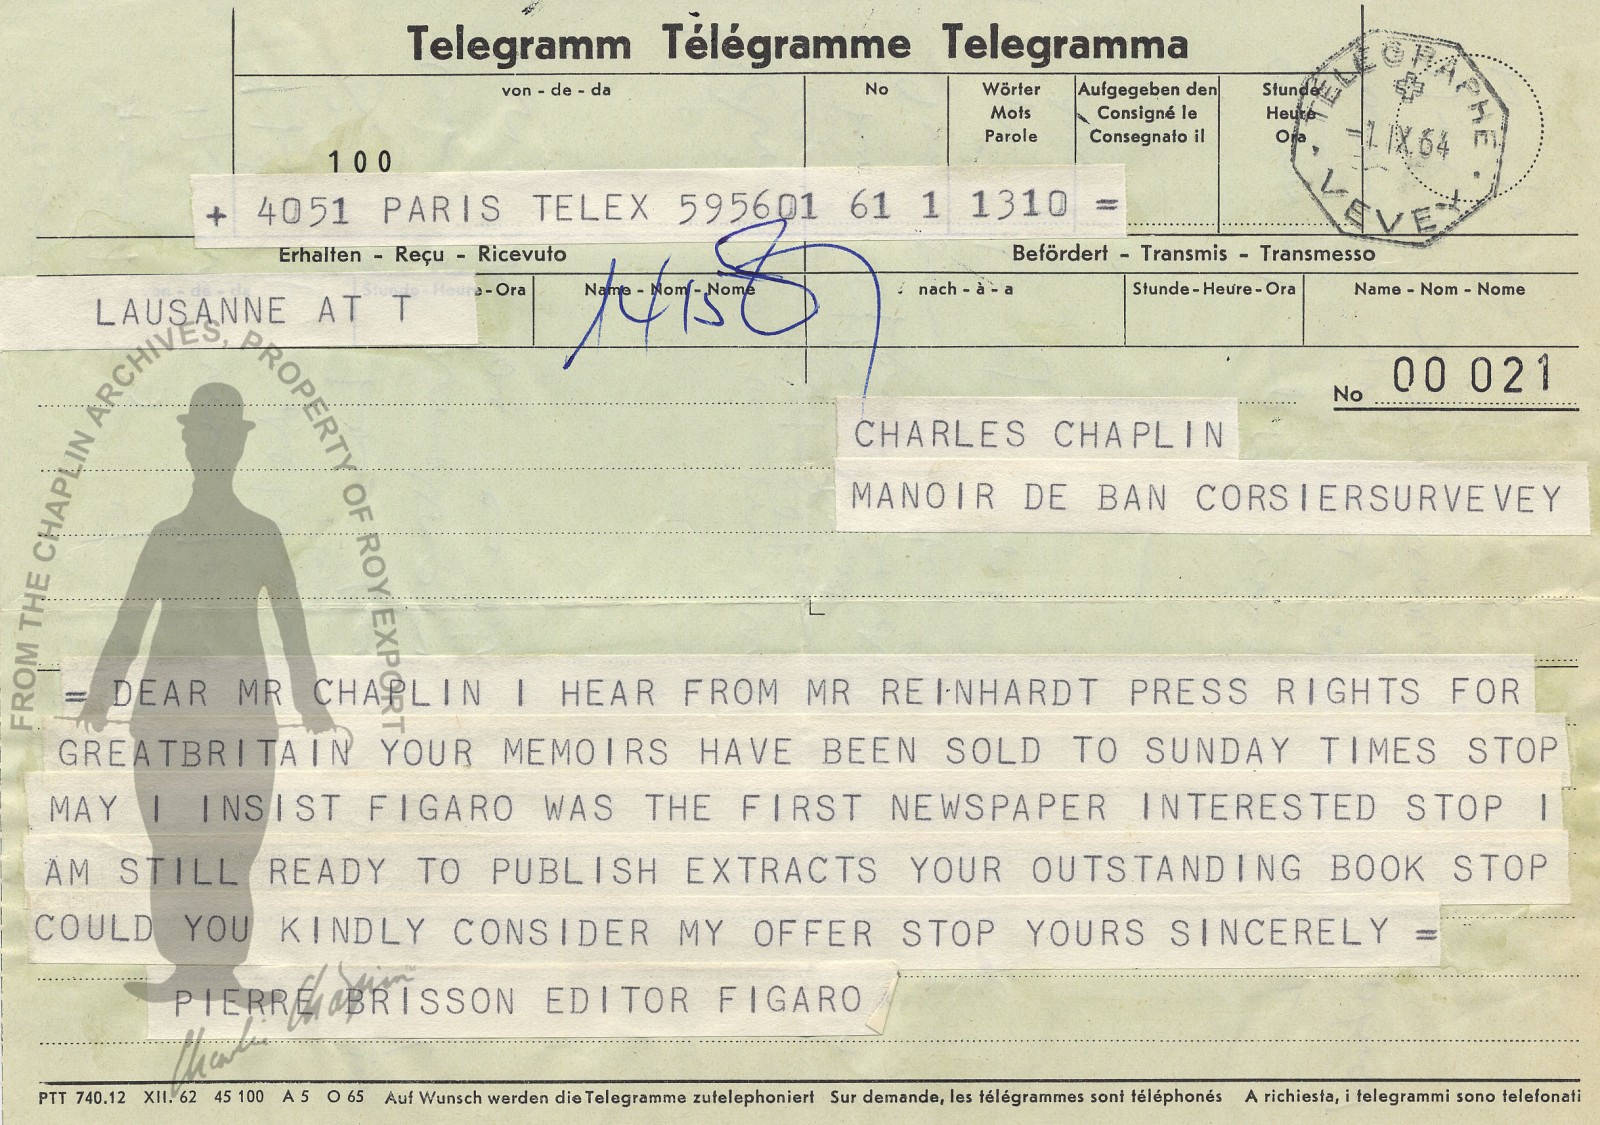 Telegramm Télégramme Telegramma
von - de - da
No
Wörter
Mots
Parole
Aufgegeben den
Consigné le
Consegnato il
Stunde
Heure
Ora
TELEGRAPHE
-1.IX.64
VEVEY
100
+ 4051 PARIS TELEX 595601 61 1 1310 =
Erhalten - Reçu - Ricevuto
Befördert - Transmis - Transmesso
LAUSANNE AT T
e - Ora
Name - Nom - Nome
nach - à - a
Stunde - Heure - Ora
Name - Nom - Nome
No 00 021
CHARLES CHAPLIN
MANOIR DE BAN CORSIERSURVEVEY
= DEAR MR CHAPLIN I HEAR FROM MR REINHARDT PRESS RIGHTS FOR
GREATBRITAIN YOUR MEMOIRS HAVE BEEN SOLD TO SUNDAY TIMES STOP
MAY I INSIST FIGARO WAS THE FIRST NEWSPAPER INTERESTED STOP I
AM STILL READY TO PUBLISH EXTRACTS YOUR OUTSTANDING BOOK STOP
COULD YOU KINDLY CONSIDER MY OFFER STOP YOURS SINCERELY =
PIERRE BRISSON EDITOR FIGARO
FROM THE CHAPLIN ARCHIVES, PROPERTY OF ROY EXPORT
Charlie Chaplin
PTT 740.12 XII. 62 45 100 A 5 O 65 Auf Wunsch werden die Telegramme zutelephoniert Sur demande, les télégrammes sont téléphonés A richiesta, i telegrammi sono telefonati